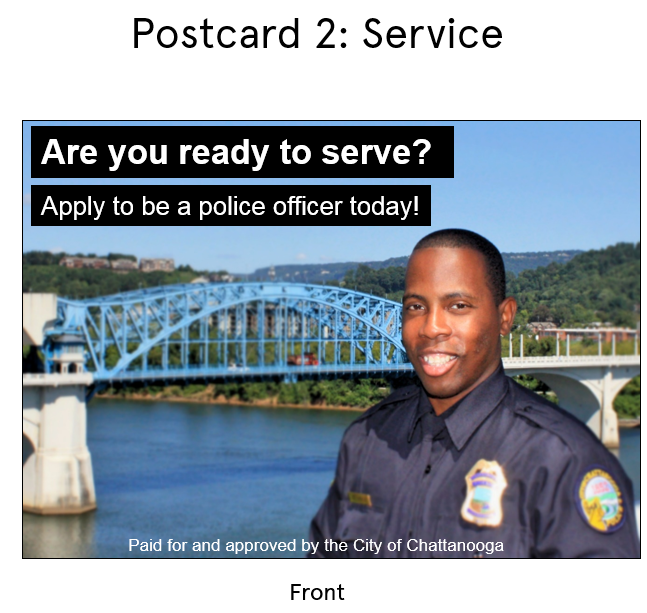 Postcard 2: Service
Are you ready to serve?
Apply to be a police officer today!
Paid for and approved by the City of Chattanooga
Front